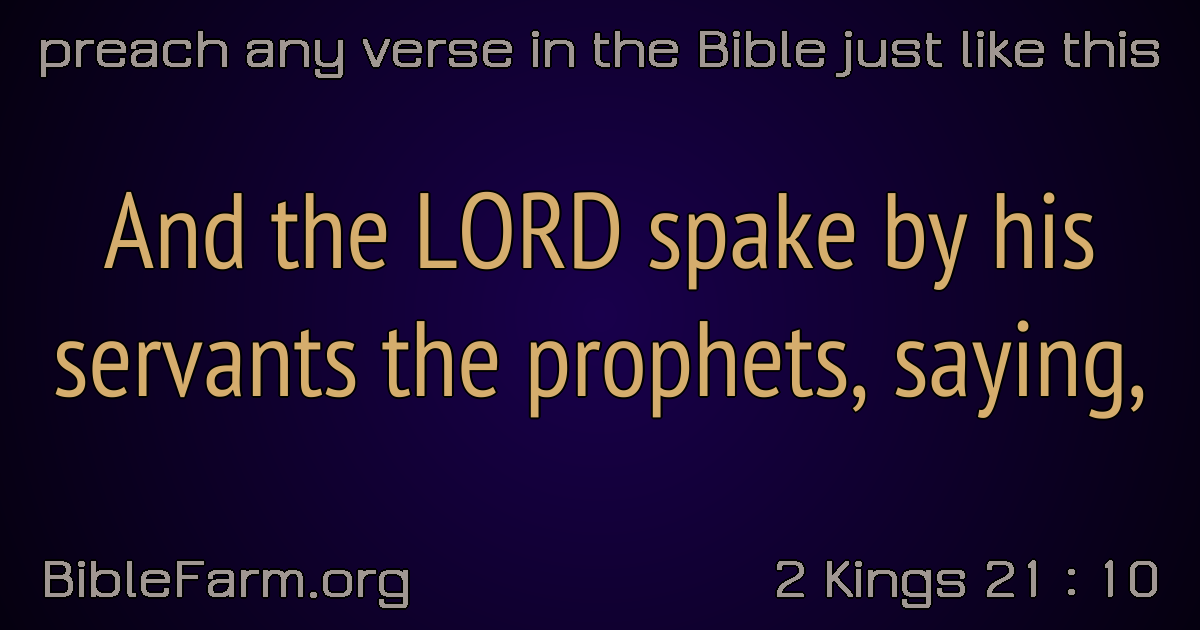 preach any verse in the Bible just like this
And the LORD spake by his
servants the prophets, saying,
BibleFarm.org
2 Kings 21 : 10